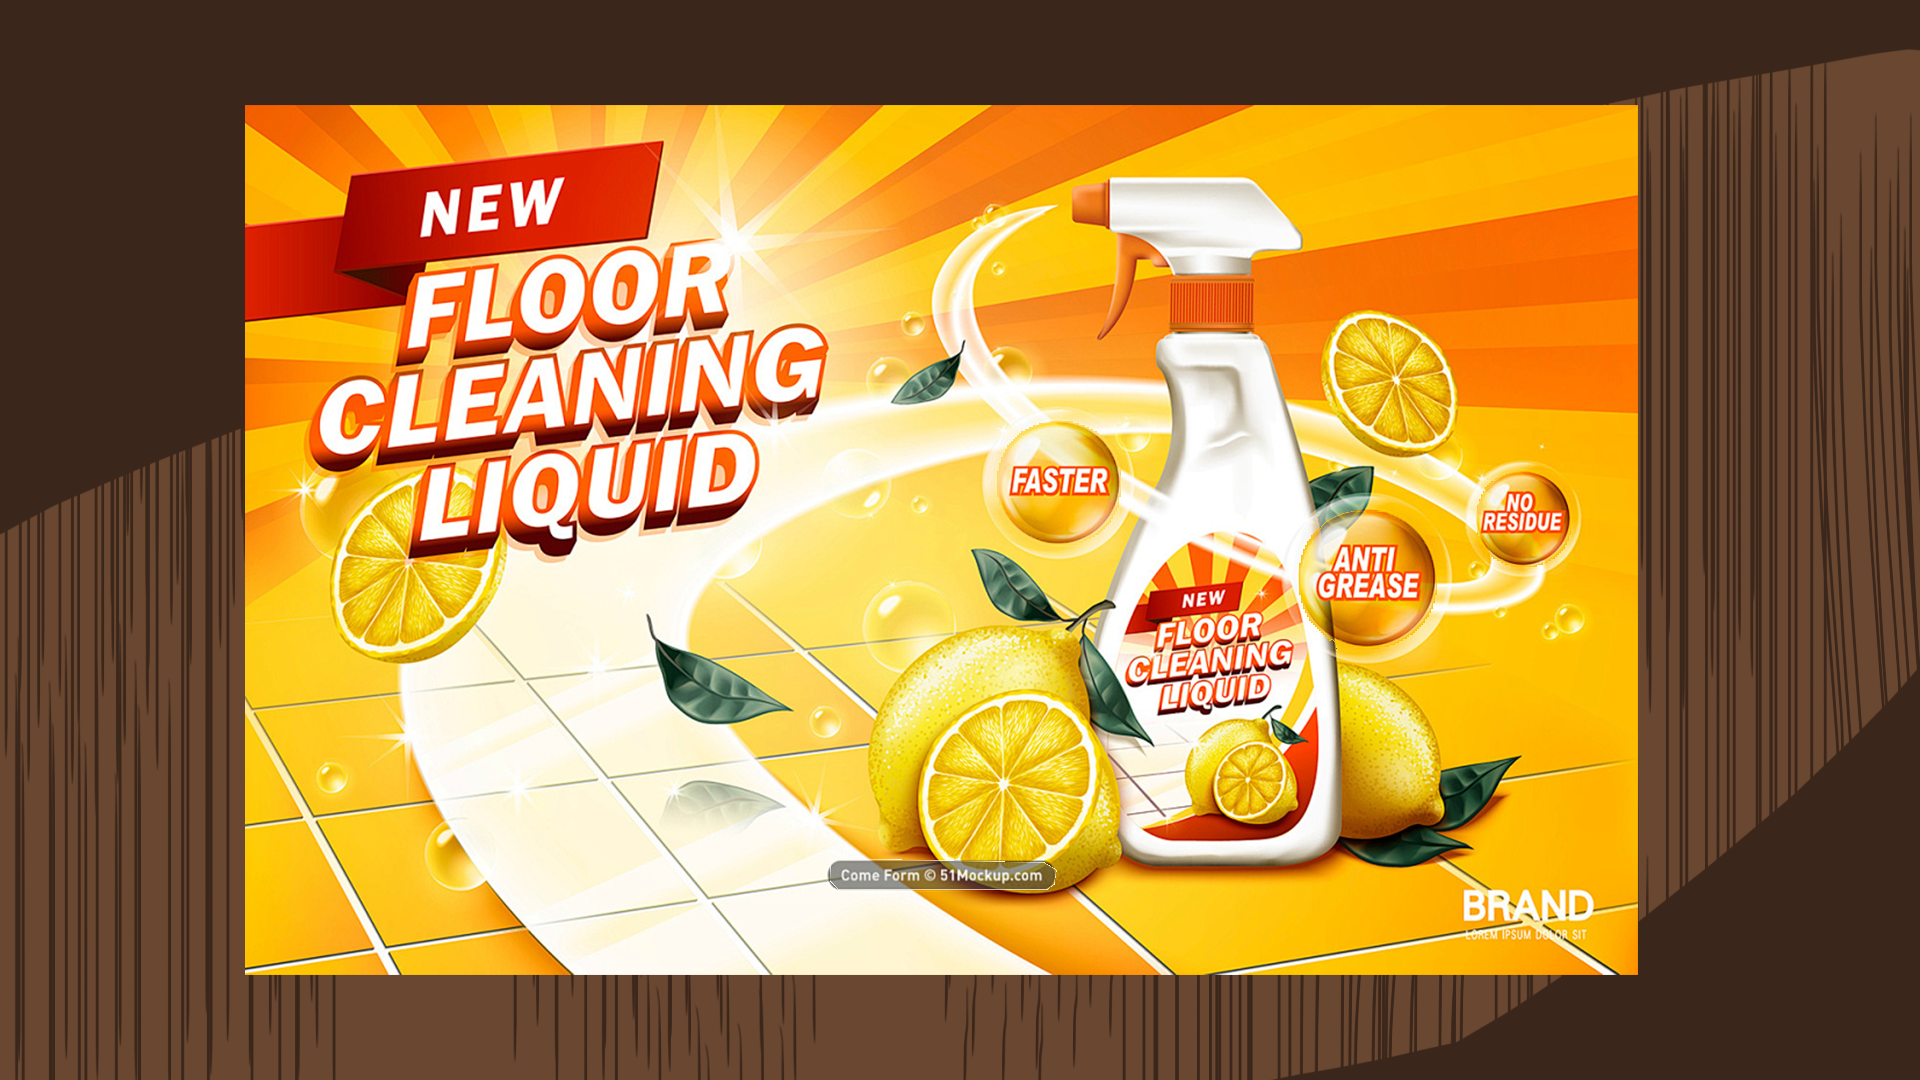 NEW
FLOOR
CLEANING
LIQUID
FASTER
NO
RESIDUE
ANTI
GREASE
NEW
FLOOR
CLEANING
LIQUID
Come Form © 51Mockup.com
BRAND
LOREM IPSUM DOLOR SIT